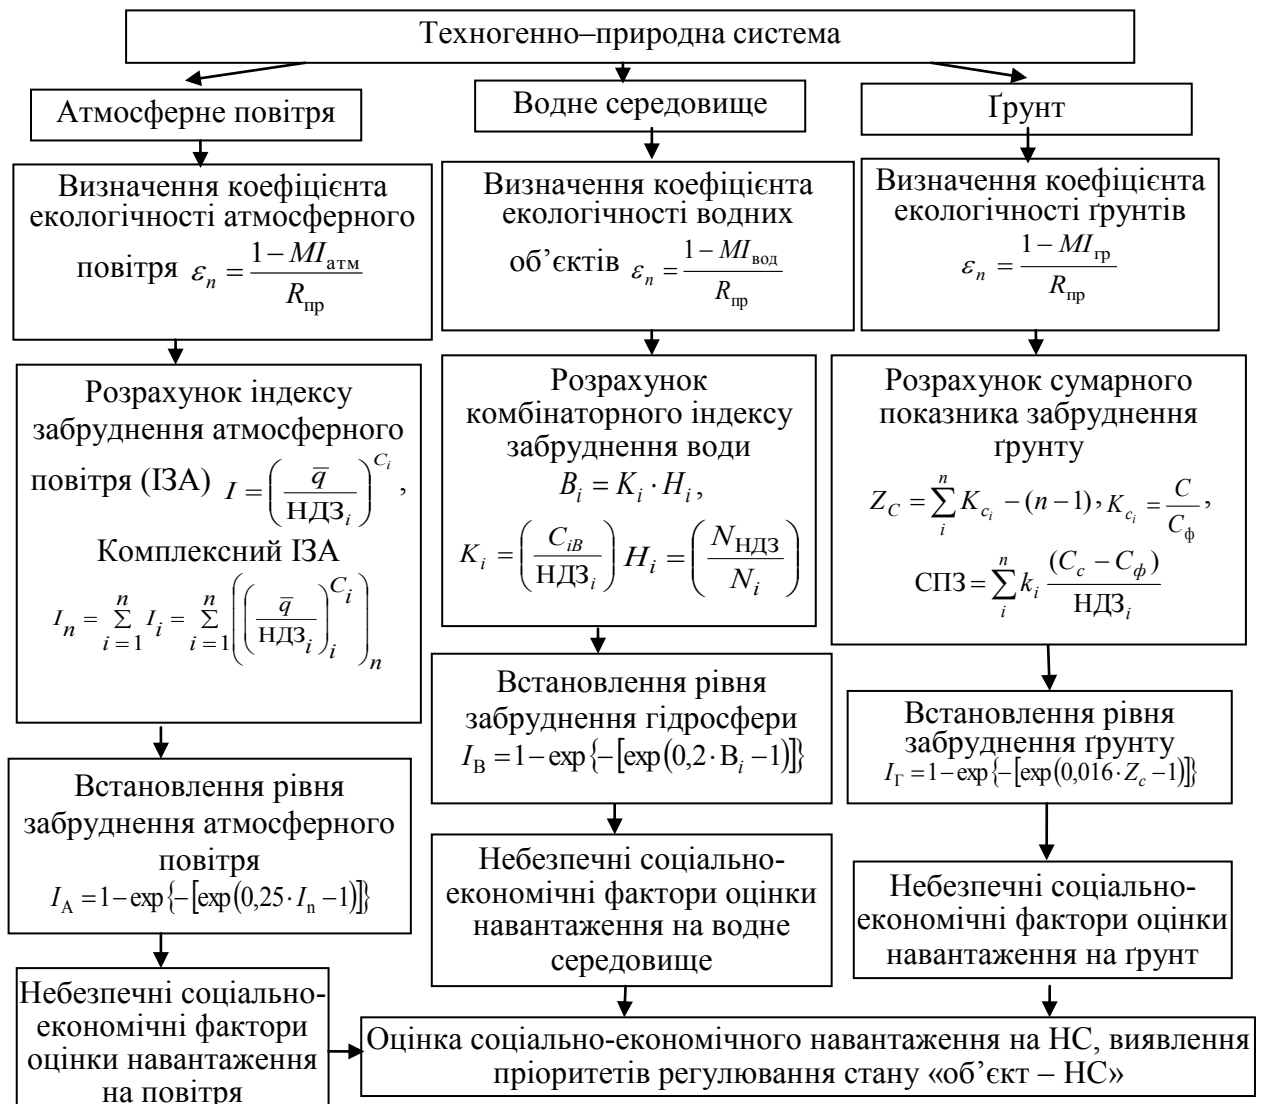 Техногенно–природна система
Атмосферне повітря
Водне середовище
Ґрунт
Визначення коефіцієнта
екологічності атмосферного
повітря εₙ = (1 − MI_атм) / R_пр
Визначення коефіцієнта
екологічності водних
об’єктів εₙ = (1 − MI_вод) / R_пр
Визначення коефіцієнта
екологічності ґрунтів
εₙ = (1 − MI_гр) / R_пр
Розрахунок індексу
забруднення атмосферного
повітря (ІЗА) I = (q̅ / НДЗ_i)^{C_i},
Комплексний ІЗА
I_n = Σ_{i=1}^{n} I_i = Σ_{i=1}^{n} ((q̅ / НДЗ_i)_i^{C_i})_n
Розрахунок
комбінаторного індексу
забруднення води
B_i = K_i · H_i,
K_i = (C_{iB} / НДЗ_i) H_i = (N_НДЗ / N_i)
Розрахунок сумарного
показника забруднення
ґрунту
Z_C = Σ_i^n K_{c_i} − (n−1), K_{c_i} = C / C_ф,
СПЗ = Σ_i^n k_i (C_c − C_ф) / НДЗ_i
Встановлення рівня
забруднення атмосферного
повітря
I_А = 1 − exp{−[exp(0,25 · I_n − 1)]}
Встановлення рівня
забруднення гідросфери
I_В = 1 − exp{−[exp(0,2 · В_i − 1)]}
Встановлення рівня
забруднення ґрунту
I_Г = 1 − exp{−[exp(0,016 · Z_c − 1)]}
Небезпечні соціально-
економічні фактори
оцінки навантаження
на повітря
Небезпечні соціально-
економічні фактори оцінки
навантаження на водне
середовище
Небезпечні соціально-
економічні фактори оцінки
навантаження на ґрунт
Оцінка соціально-економічного навантаження на НС, виявлення
пріоритетів регулювання стану «об’єкт – НС»